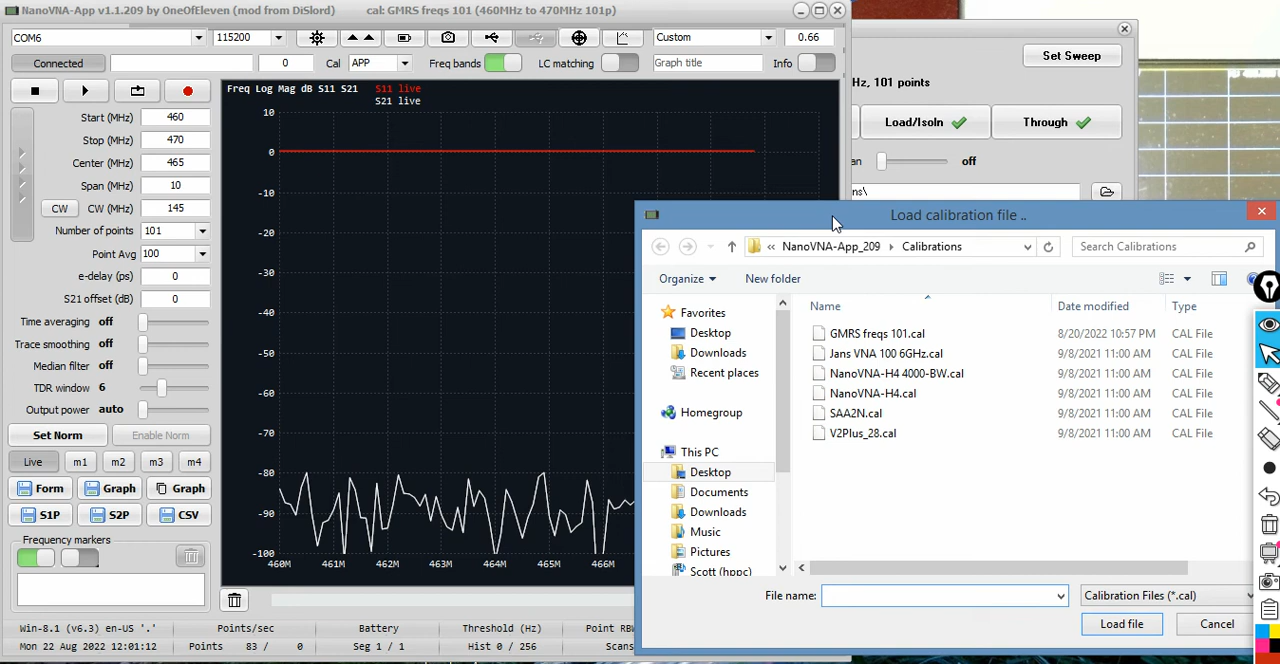 NanoVNA-App v1.1.209 by OneOfEleven (mod from DiSlord)
cal: GMRS freqs 101 (460MHz to 470MHz 101p)
COM6
115200
Custom
0.66
Connected
0
Cal
APP
Freq bands
LC matching
Graph title
Info
Start (MHz)
460
Stop (MHz)
470
Center (MHz)
465
Span (MHz)
10
CW
CW (MHz)
145
Number of points
101
Point Avg
100
e-delay (ps)
0
S21 offset (dB)
0
Time averaging off
Trace smoothing off
Median filter off
TDR window 6
Output power auto
Set Norm
Enable Norm
Live
m1
m2
m3
m4
Form
Graph
Graph
S1P
S2P
CSV
Frequency markers
Freq Log Mag dB S11 S21
S11 live
S21 live
10
0
-10
-20
-30
-40
-50
-60
-70
-80
-90
-100
460M
461M
462M
463M
464M
465M
466M
Win-8.1 (v6.3) en-US '.'
Points/sec
Battery
Threshold (Hz)
Point RBW
Mon 22 Aug 2022 12:01:12
Points 83 / 0
Seg 1 / 1
Hist 0 / 256
Scans
Set Sweep
Hz, 101 points
Load/Isoln
Through
an
off
ns\
Load calibration file ..
« NanoVNA-App_209
Calibrations
Search Calibrations
Organize
New folder
Favorites
Desktop
Downloads
Recent places
Homegroup
This PC
Desktop
Documents
Downloads
Music
Pictures
Scott (hppc)
Name
Date modified
Type
GMRS freqs 101.cal
8/20/2022 10:57 PM
CAL File
Jans VNA 100 6GHz.cal
9/8/2021 11:00 AM
CAL File
NanoVNA-H4 4000-BW.cal
9/8/2021 11:00 AM
CAL File
NanoVNA-H4.cal
9/8/2021 11:00 AM
CAL File
SAA2N.cal
9/8/2021 11:00 AM
CAL File
V2Plus_28.cal
9/8/2021 11:00 AM
CAL File
File name:
Calibration Files (*.cal)
Load file
Cancel